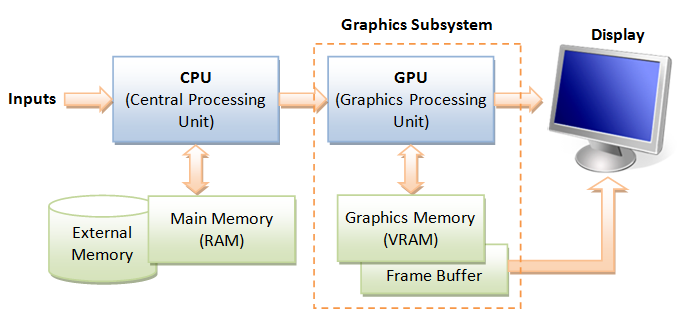 Graphics Subsystem
Display
Inputs
CPU
(Central Processing
Unit)
GPU
(Graphics Processing
Unit)
External
Memory
Main Memory
(RAM)
Graphics Memory
(VRAM)
Frame Buffer